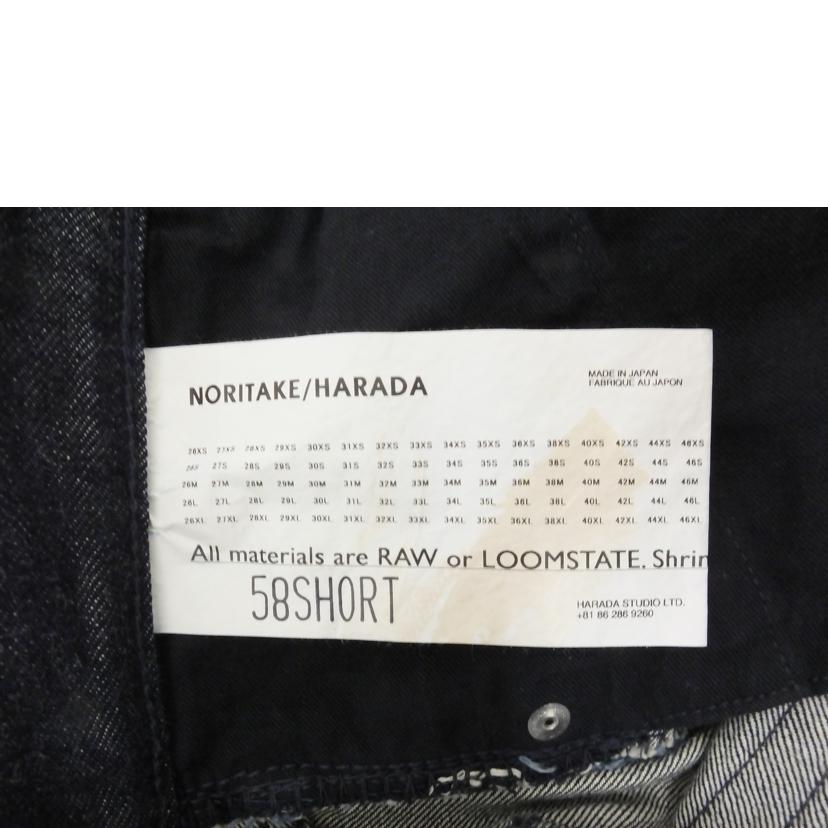 NORITAKE/HARADA
MADE IN JAPAN
FABRIQUÉ AU JAPON
26XS 27XS 28XS 29XS 30XS 31XS 32XS 33XS 34XS 35XS 36XS 38XS 40XS 42XS 44XS 46XS
26S 27S 28S 29S 30S 31S 32S 33S 34S 35S 36S 38S 40S 42S 44S 46S
26M 27M 28M 29M 30M 31M 32M 33M 34M 35M 36M 38M 40M 42M 44M 46M
26L 27L 28L 29L 30L 31L 32L 33L 34L 35L 36L 38L 40L 42L 44L 46L
26XL 27XL 28XL 29XL 30XL 31XL 32XL 33XL 34XL 35XL 36XL 38XL 40XL 42XL 44XL 46XL
All materials are RAW or LOOMSTATE. Shrin
58SHORT
HARADA STUDIO LTD.
+81 86 286 9260